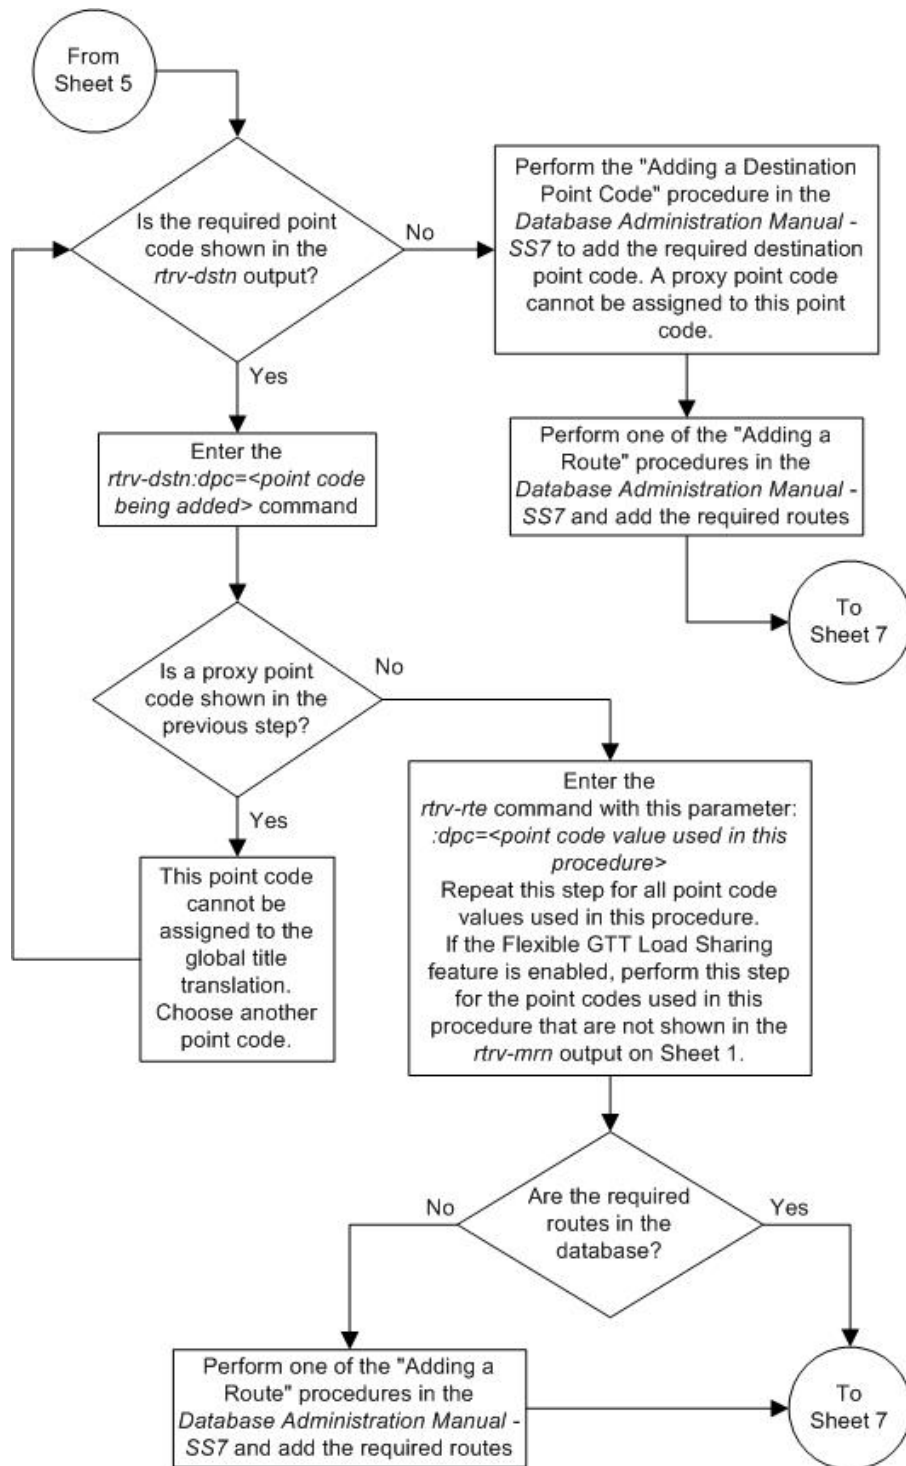 From
Sheet 5
Is the required point
code shown in the
rtrv-dstn output?
No
Perform the "Adding a Destination
Point Code" procedure in the
Database Administration Manual -
SS7 to add the required destination
point code. A proxy point code
cannot be assigned to this point
code.
Yes
Enter the
rtrv-dstn:dpc=<point code
being added> command
Perform one of the "Adding a
Route" procedures in the
Database Administration Manual -
SS7 and add the required routes
To
Sheet 7
Is a proxy point
code shown in the
previous step?
No
Yes
This point code
cannot be
assigned to the
global title
translation.
Choose another
point code.
Enter the
rtrv-rte command with this parameter:
:dpc=<point code value used in this
procedure>
Repeat this step for all point code
values used in this procedure.
If the Flexible GTT Load Sharing
feature is enabled, perform this step
for the point codes used in this
procedure that are not shown in the
rtrv-mrn output on Sheet 1.
Are the required
routes in the
database?
No
Yes
Perform one of the "Adding a
Route" procedures in the
Database Administration Manual -
SS7 and add the required routes
To
Sheet 7